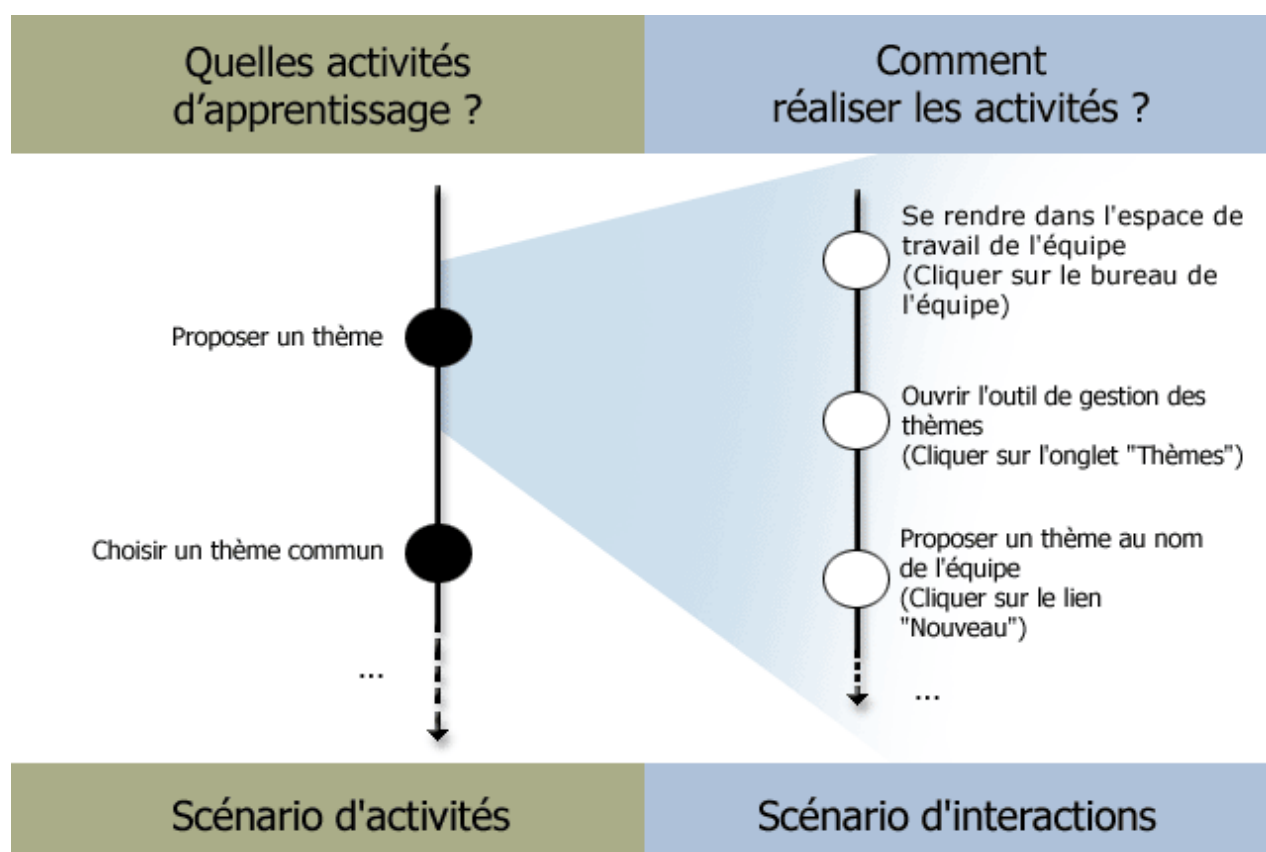 Quelles activités
d’apprentissage ?
Comment
réaliser les activités ?
Proposer un thème
Choisir un thème commun
...
Se rendre dans l'espace de
travail de l'équipe
(Cliquer sur le bureau de
l'équipe)
Ouvrir l'outil de gestion des
thèmes
(Cliquer sur l'onglet "Thèmes")
Proposer un thème au nom
de l'équipe
(Cliquer sur le lien
"Nouveau")
...
Scénario d'activités
Scénario d'interactions